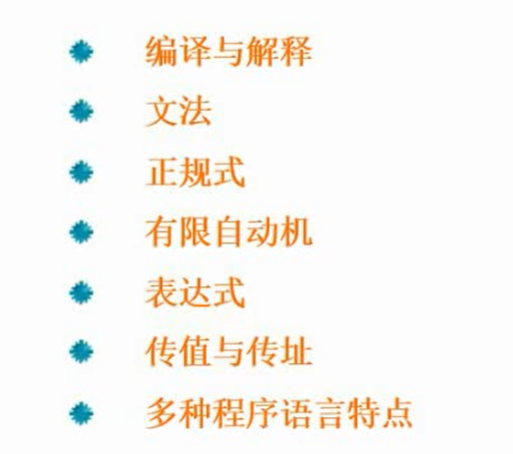 编译与解释
文法
正规式
有限自动机
表达式
传值与传址
多种程序语言特点